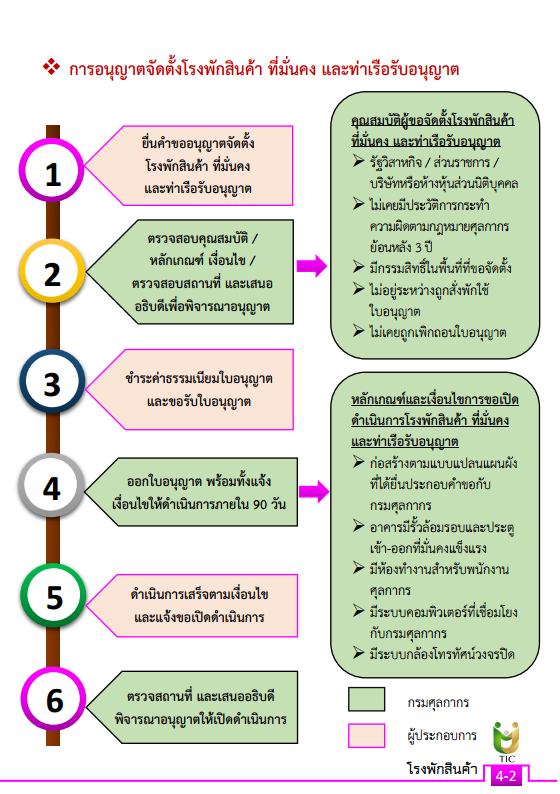 ❖ การอนุญาตจัดตั้งโรงพักสินค้า ที่มั่นคง และท่าเรือรับอนุญาต
1
ยื่นคำขออนุญาตจัดตั้ง
โรงพักสินค้า ที่มั่นคง
และท่าเรือรับอนุญาต
2
ตรวจสอบคุณสมบัติ /
หลักเกณฑ์ เงื่อนไข /
ตรวจสอบสถานที่ และเสนอ
อธิบดีเพื่อพิจารณาอนุญาต
คุณสมบัติผู้ขอจัดตั้งโรงพักสินค้า
ที่มั่นคง และท่าเรือรับอนุญาต
➢ รัฐวิสาหกิจ / ส่วนราชการ /
บริษัทหรือห้างหุ้นส่วนนิติบุคคล
➢ ไม่เคยมีประวัติการกระทำ
ความผิดตามกฎหมายศุลกากร
ย้อนหลัง 3 ปี
➢ มีกรรมสิทธิ์ในพื้นที่ที่ขอจัดตั้ง
➢ ไม่อยู่ระหว่างถูกสั่งพักใช้
ใบอนุญาต
➢ ไม่เคยถูกเพิกถอนใบอนุญาต
3
ชำระค่าธรรมเนียมใบอนุญาต
และขอรับใบอนุญาต
4
ออกใบอนุญาต พร้อมทั้งแจ้ง
เงื่อนไขให้ดำเนินการภายใน 90 วัน
หลักเกณฑ์และเงื่อนไขการขอเปิด
ดำเนินการโรงพักสินค้า ที่มั่นคง
และท่าเรือรับอนุญาต
➢ ก่อสร้างตามแบบแปลนแผนผัง
ที่ได้ยื่นประกอบคำขอกับ
กรมศุลกากร
➢ อาคารมีรั้วล้อมรอบและประตู
เข้า-ออกที่มั่นคงแข็งแรง
➢ มีห้องทำงานสำหรับพนักงาน
ศุลกากร
➢ มีระบบคอมพิวเตอร์ที่เชื่อมโยง
กับกรมศุลกากร
➢ มีระบบกล้องโทรทัศน์วงจรปิด
5
ดำเนินการเสร็จตามเงื่อนไข
และแจ้งขอเปิดดำเนินการ
6
ตรวจสถานที่ และเสนออธิบดี
พิจารณาอนุญาตให้เปิดดำเนินการ
กรมศุลกากร
ผู้ประกอบการ
TIC
โรงพักสินค้า 4-2